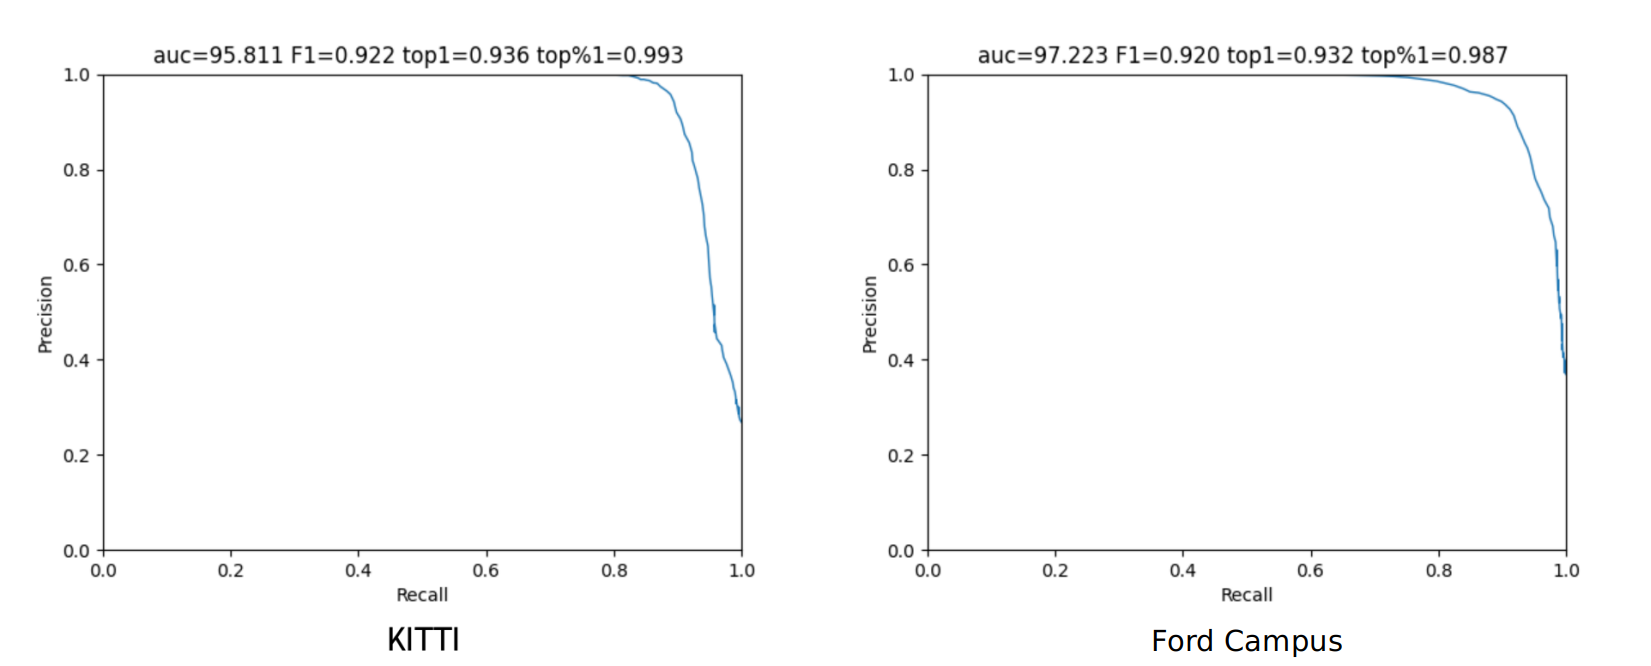 auc=95.811 F1=0.922 top1=0.936 top%1=0.993
1.0
0.8
0.6
0.4
0.2
0.0
Precision
0.0 0.2 0.4 0.6 0.8 1.0
Recall
KITTI
auc=97.223 F1=0.920 top1=0.932 top%1=0.987
1.0
0.8
0.6
0.4
0.2
0.0
Precision
0.0 0.2 0.4 0.6 0.8 1.0
Recall
Ford Campus